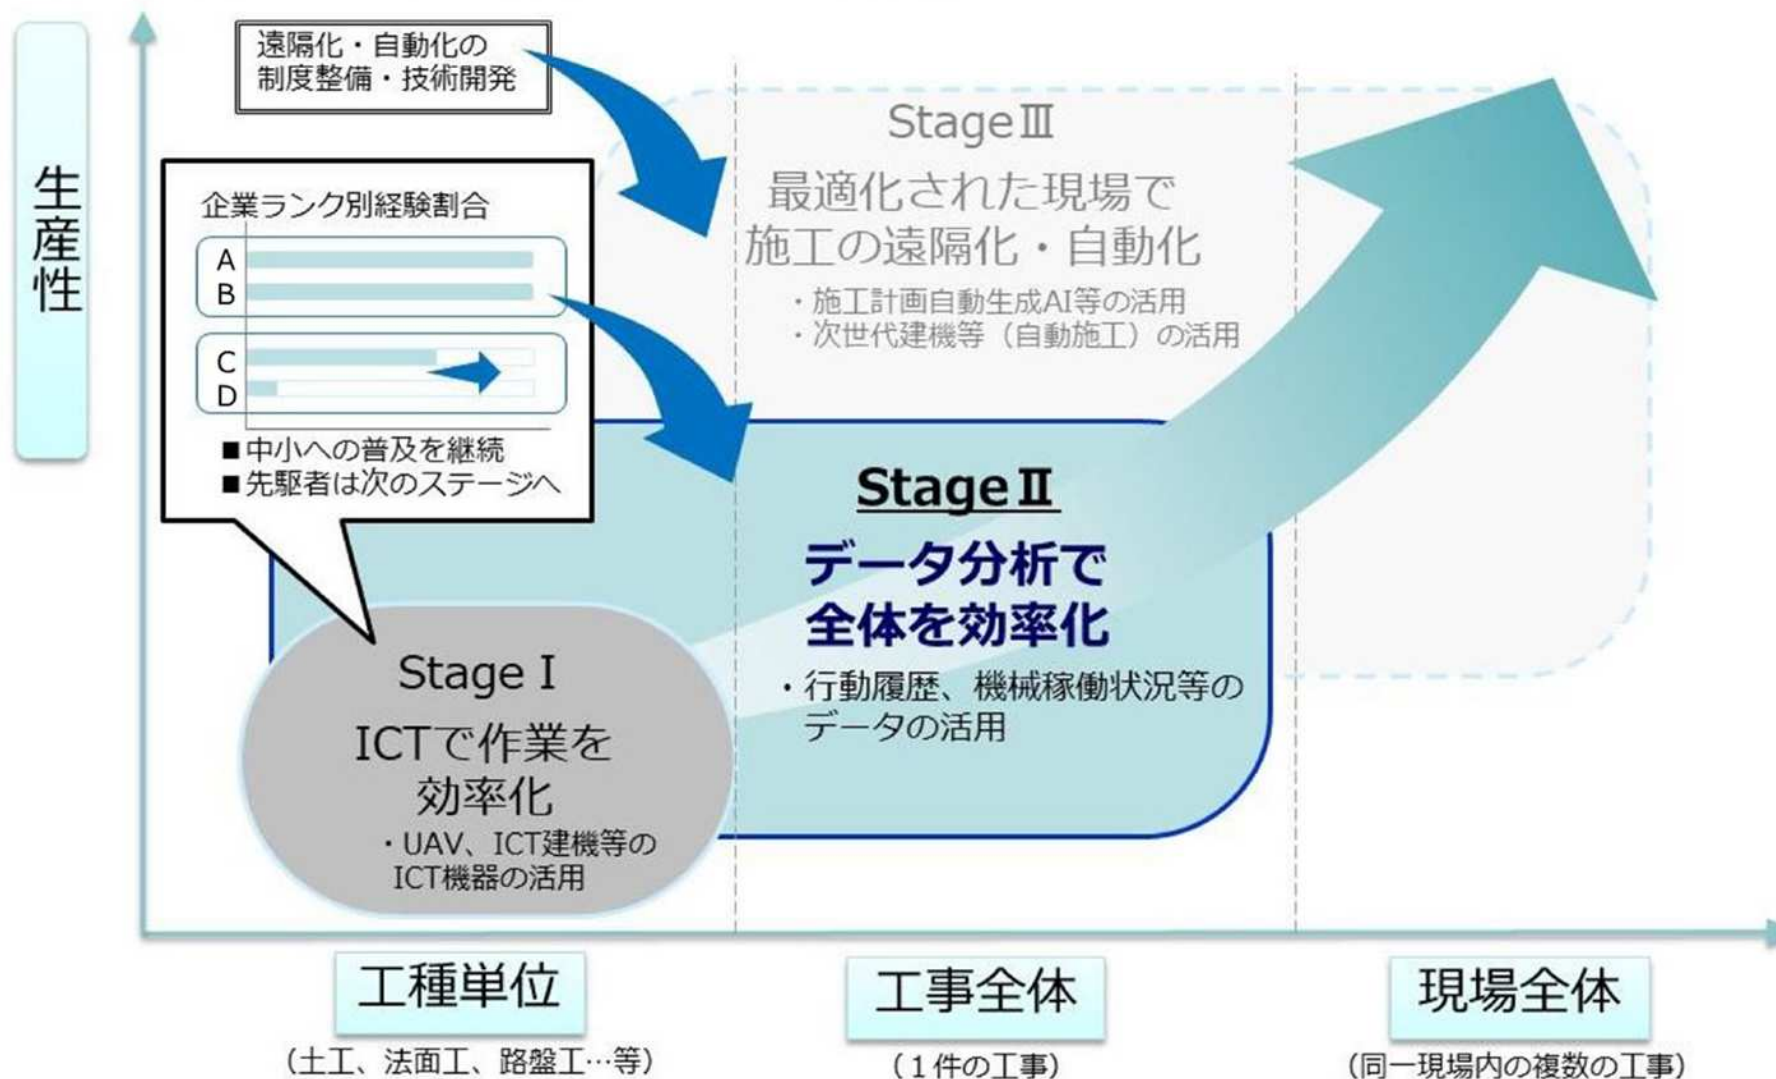 生産性
遠隔化・自動化の
制度整備・技術開発
企業ランク別経験割合
A
B
C
D
■中小への普及を継続
■先駆者は次のステージへ
StageⅢ
最適化された現場で
施工の遠隔化・自動化
・施工計画自動生成AI等の活用
・次世代建機等（自動施工）の活用
StageⅡ
データ分析で
全体を効率化
・行動履歴、機械稼働状況等の
データの活用
StageⅠ
ICTで作業を
効率化
・UAV、ICT建機等の
ICT機器の活用
工種単位
（土工、法面工、路盤工…等）
工事全体
（１件の工事）
現場全体
（同一現場内の複数の工事）